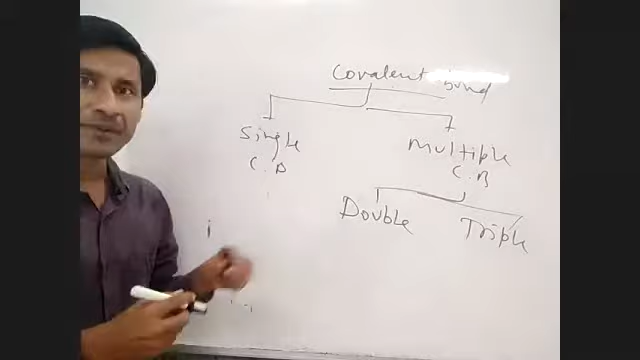 Covalent bond
Single
C.B
Multiple
C.B
Double
Triple